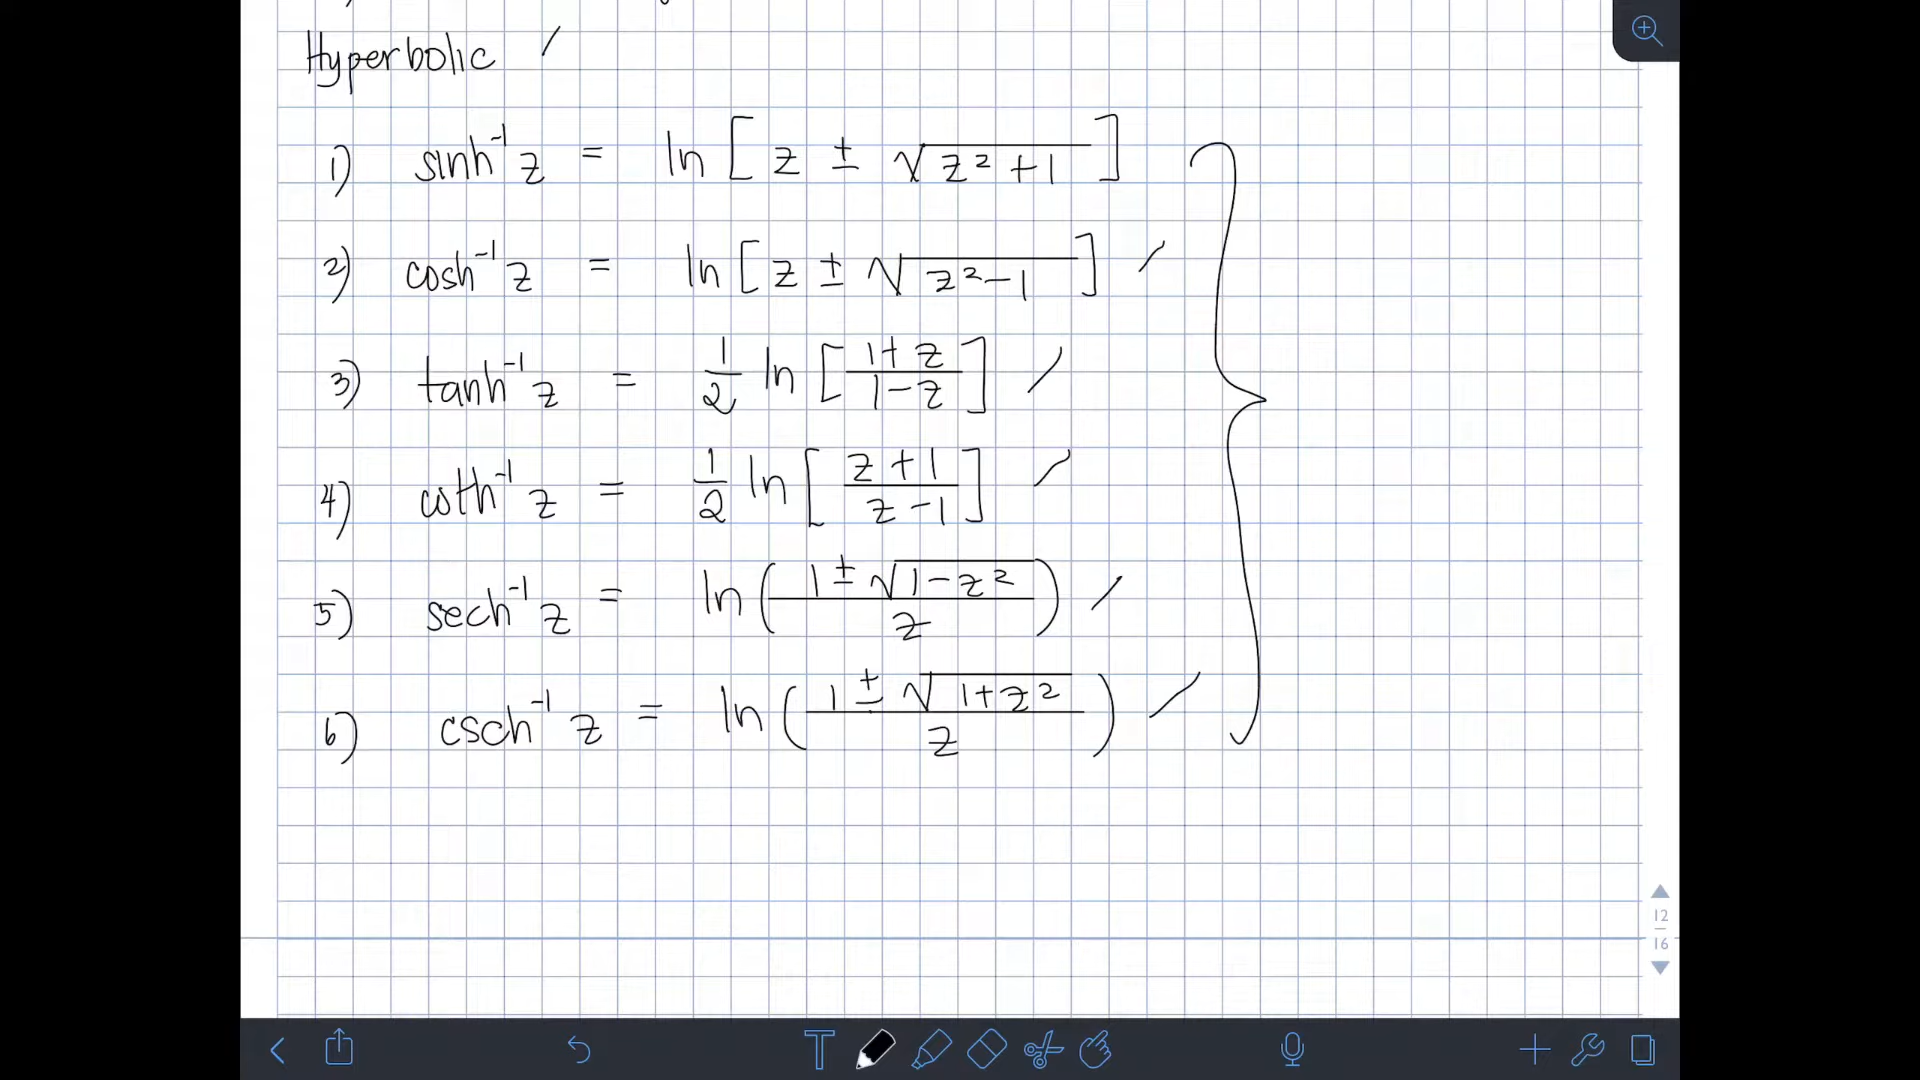 Hyperbolic
1) sinh⁻¹ z = ln [ z ± √(z² + 1) ]
2) cosh⁻¹ z = ln [ z ± √(z² − 1) ]
3) tanh⁻¹ z = 1/2 ln [ (1 + z)/(1 − z) ]
4) coth⁻¹ z = 1/2 ln [ (z + 1)/(z − 1) ]
5) sech⁻¹ z = ln ( (1 ± √(1 − z²))/z )
6) csch⁻¹ z = ln ( (1 ± √(1 + z²))/z )
12
16
T